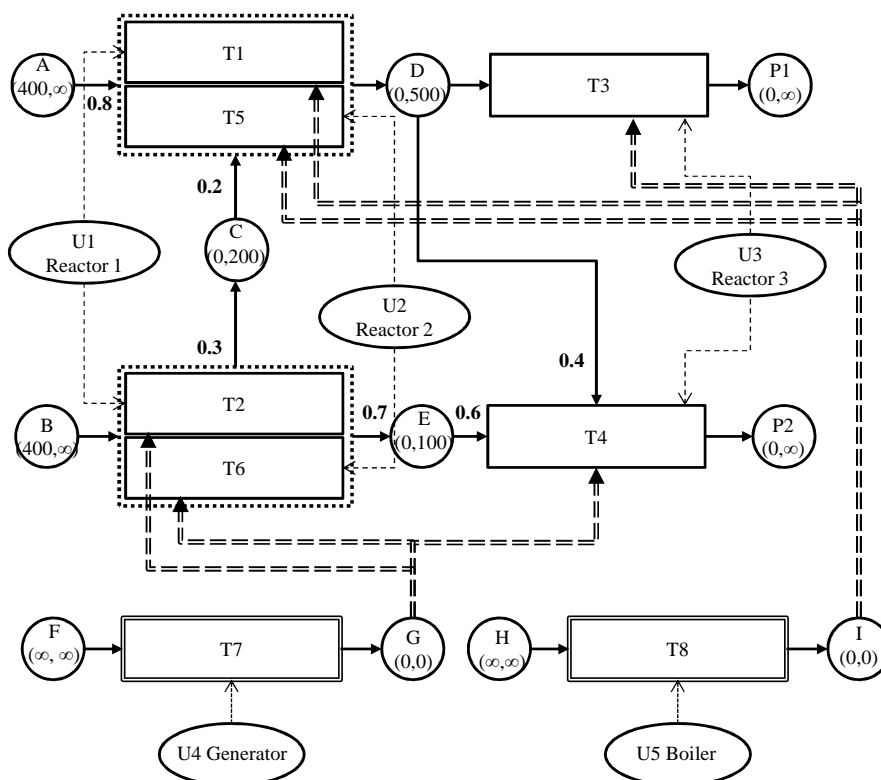 A
(400,∞)
0.8
T1
T5
D
(0,500)
T3
P1
(0,∞)
0.2
C
(0,200)
U1
Reactor 1
U2
Reactor 2
U3
Reactor 3
0.3
0.4
B
(400,∞)
T2
T6
0.7
E
(0,100)
0.6
T4
P2
(0,∞)
F
(∞, ∞)
T7
G
(0,0)
H
(∞,∞)
T8
I
(0,0)
U4 Generator
U5 Boiler